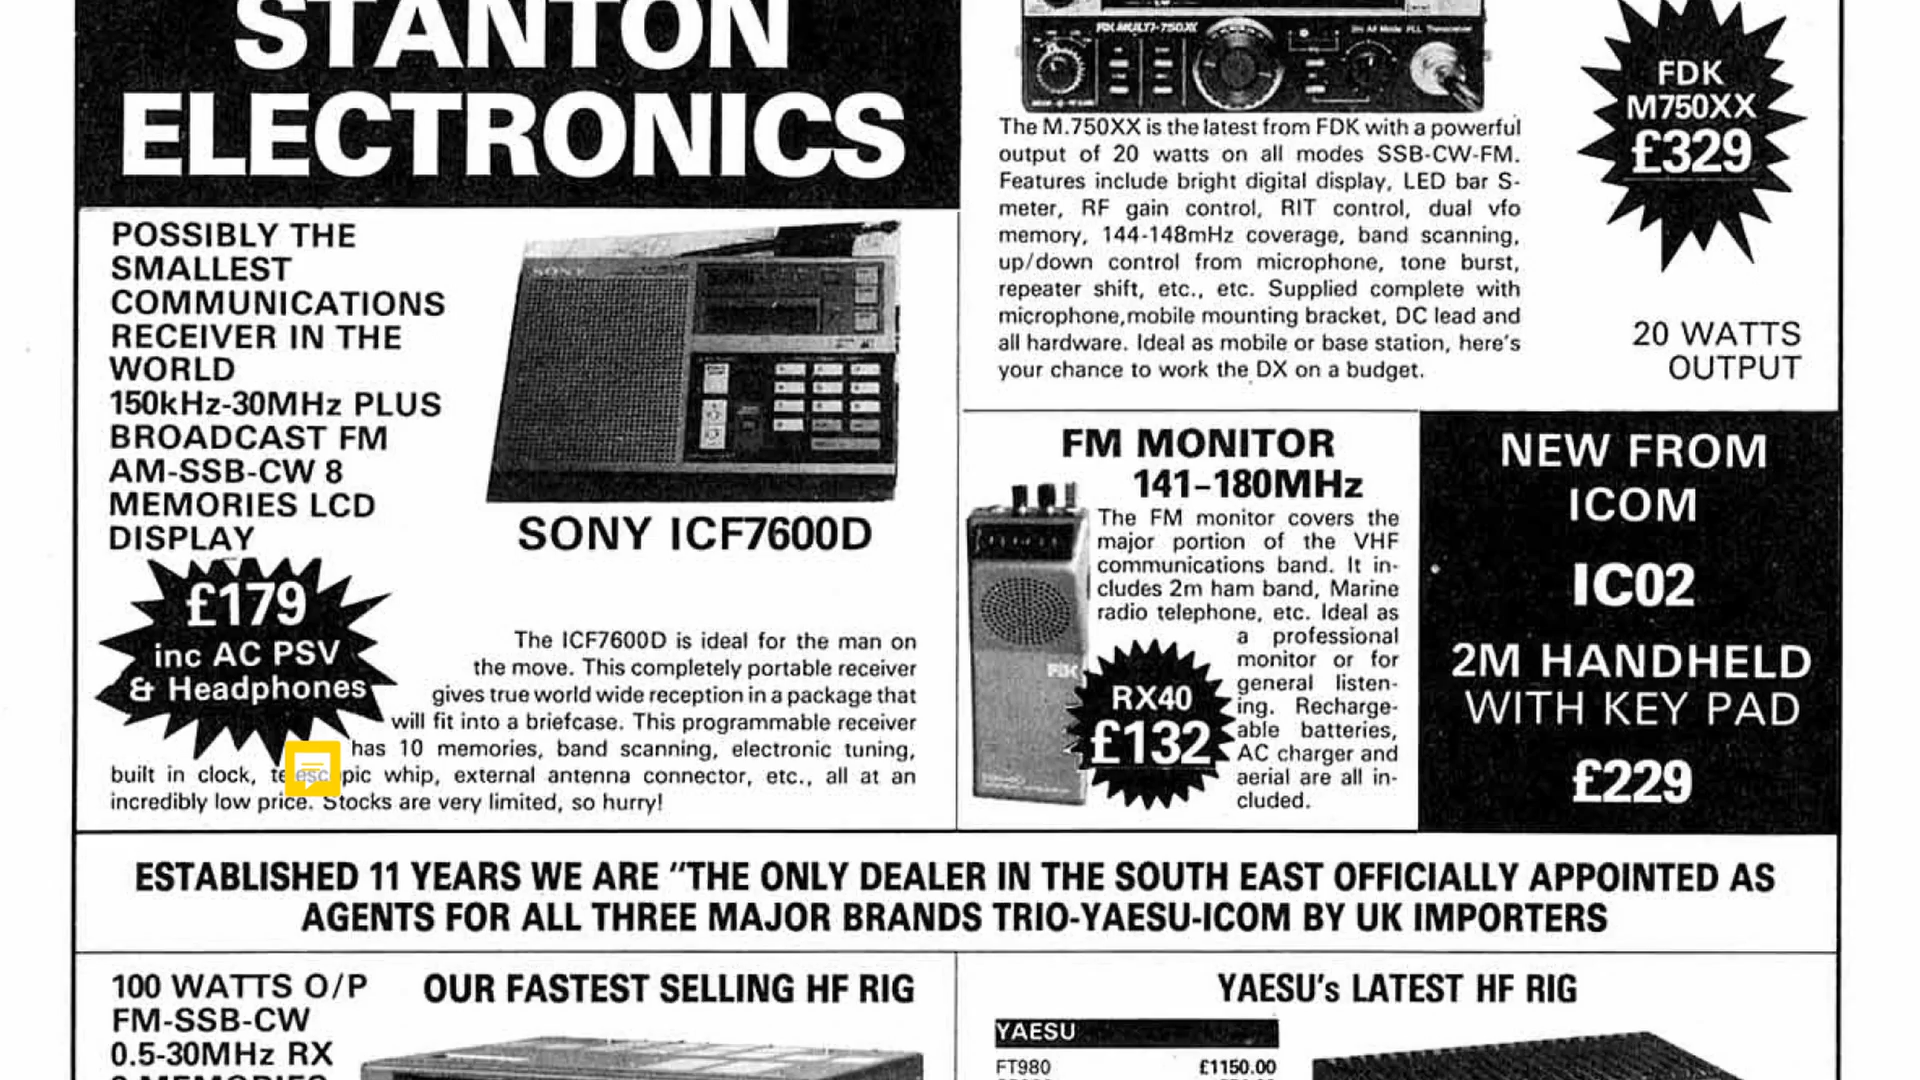 STANTON
ELECTRONICS
POSSIBLY THE
SMALLEST
COMMUNICATIONS
RECEIVER IN THE
WORLD
150kHz-30MHz PLUS
BROADCAST FM
AM-SSB-CW 8
MEMORIES LCD
DISPLAY
SONY
SONY ICF7600D
£179
inc AC PSV
& Headphones
The ICF7600D is ideal for the man on
the move. This completely portable receiver
gives true world wide reception in a package that
will fit into a briefcase. This programmable receiver
has 10 memories, band scanning, electronic tuning,
built in clock, telescopic whip, external antenna connector, etc., all at an
incredibly low price. Stocks are very limited, so hurry!
FDK MULTI-750XX
2m All Mode PLL Transceiver
The M.750XX is the latest from FDK with a powerful
output of 20 watts on all modes SSB-CW-FM.
Features include bright digital display, LED bar S-
meter, RF gain control, RIT control, dual vfo
memory, 144-148mHz coverage, band scanning,
up/down control from microphone, tone burst,
repeater shift, etc., etc. Supplied complete with
microphone,mobile mounting bracket, DC lead and
all hardware. Ideal as mobile or base station, here's
your chance to work the DX on a budget.
FDK
M750XX
£329
20 WATTS
OUTPUT
FM MONITOR
141–180MHz
The FM monitor covers the
major portion of the VHF
communications band. It in-
cludes 2m ham band, Marine
radio telephone, etc. Ideal as
a professional
monitor or for
general listen-
ing. Recharge-
able batteries,
AC charger and
aerial are all in-
cluded.
FDK
RX40
£132
NEW FROM
ICOM
IC02
2M HANDHELD
WITH KEY PAD
£229
ESTABLISHED 11 YEARS WE ARE "THE ONLY DEALER IN THE SOUTH EAST OFFICIALLY APPOINTED AS
AGENTS FOR ALL THREE MAJOR BRANDS TRIO-YAESU-ICOM BY UK IMPORTERS
100 WATTS O/P
FM-SSB-CW
0.5-30MHz RX
MEMORIES
OUR FASTEST SELLING HF RIG
YAESU's LATEST HF RIG
YAESU
FT980 £1150.00